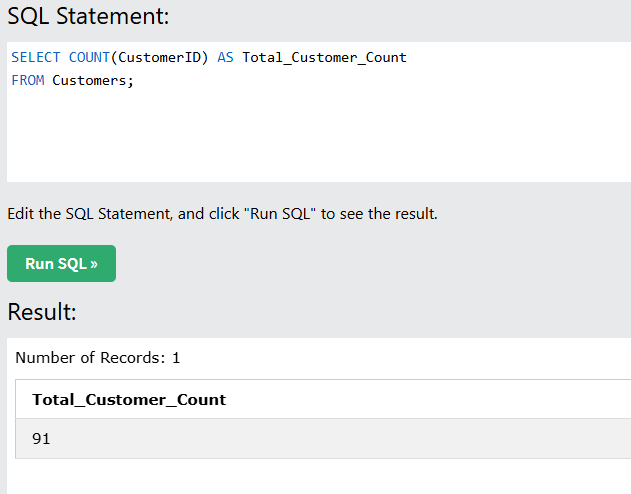 SQL Statement:
SELECT COUNT(CustomerID) AS Total_Customer_Count
FROM Customers;
Edit the SQL Statement, and click "Run SQL" to see the result.
Run SQL »
Result:
Number of Records: 1
Total_Customer_Count
91